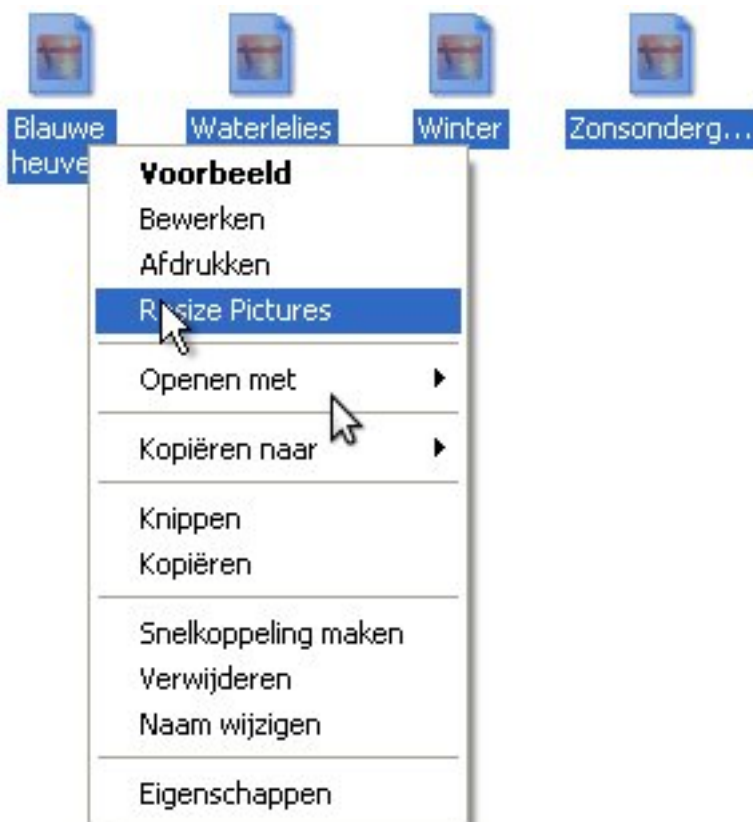 Blauwe
heuve
Waterlelies
Winter
Zonsonderg...
Voorbeeld
Bewerken
Afdrukken
Resize Pictures
Openen met
Kopiëren naar
Knippen
Kopiëren
Snelkoppeling maken
Verwijderen
Naam wijzigen
Eigenschappen